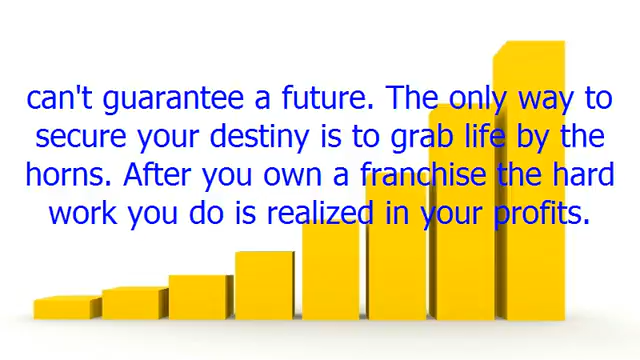 can't guarantee a future. The only way to
secure your destiny is to grab life by the
horns. After you own a franchise the hard
work you do is realized in your profits.